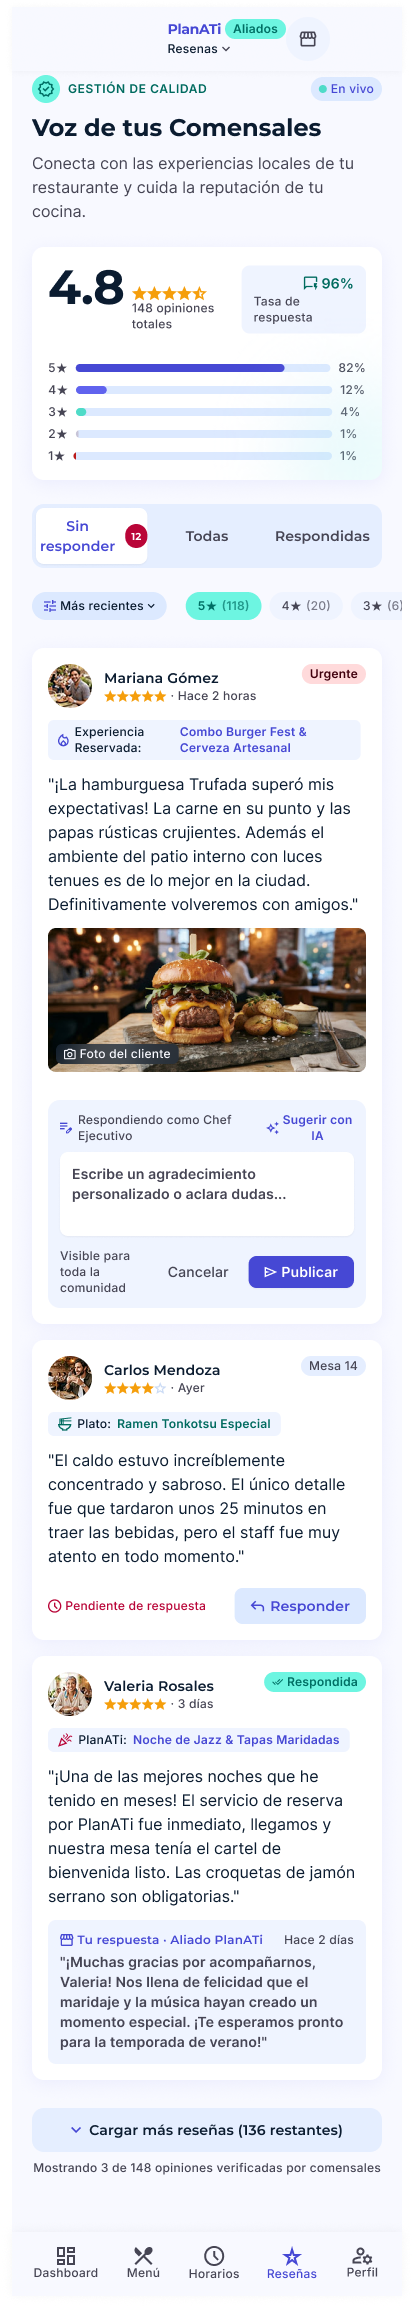 PlanATi Aliados
Resenas
GESTIÓN DE CALIDAD
En vivo
Voz de tus Comensales
Conecta con las experiencias locales de tu
restaurante y cuida la reputación de tu
cocina.
4.8
148 opiniones
totales
96%
Tasa de
respuesta
5★ 82%
4★ 12%
3★ 4%
2★ 1%
1★ 1%
Sin
responder
12
Todas
Respondidas
Más recientes
5★ (118)
4★ (20)
3★ (6)
Mariana Gómez
· Hace 2 horas
Urgente
Experiencia
Reservada:
Combo Burger Fest &
Cerveza Artesanal
"¡La hamburguesa Trufada superó mis
expectativas! La carne en su punto y las
papas rústicas crujientes. Además el
ambiente del patio interno con luces
tenues es de lo mejor en la ciudad.
Definitivamente volveremos con amigos."
Foto del cliente
Respondiendo como Chef
Ejecutivo
Sugerir con
IA
Escribe un agradecimiento
personalizado o aclara dudas...
Visible para
toda la
comunidad
Cancelar
Publicar
Carlos Mendoza
· Ayer
Mesa 14
Plato: Ramen Tonkotsu Especial
"El caldo estuvo increíblemente
concentrado y sabroso. El único detalle
fue que tardaron unos 25 minutos en
traer las bebidas, pero el staff fue muy
atento en todo momento."
Pendiente de respuesta
Responder
Valeria Rosales
· 3 días
Respondida
PlanATi: Noche de Jazz & Tapas Maridadas
"¡Una de las mejores noches que he
tenido en meses! El servicio de reserva
por PlanATi fue inmediato, llegamos y
nuestra mesa tenía el cartel de
bienvenida listo. Las croquetas de jamón
serrano son obligatorias."
Tu respuesta · Aliado PlanATi
Hace 2 días
"¡Muchas gracias por acompañarnos,
Valeria! Nos llena de felicidad que el
maridaje y la música hayan creado un
momento especial. ¡Te esperamos pronto
para la temporada de verano!"
Cargar más reseñas (136 restantes)
Mostrando 3 de 148 opiniones verificadas por comensales
Dashboard
Menú
Horarios
Reseñas
Perfil